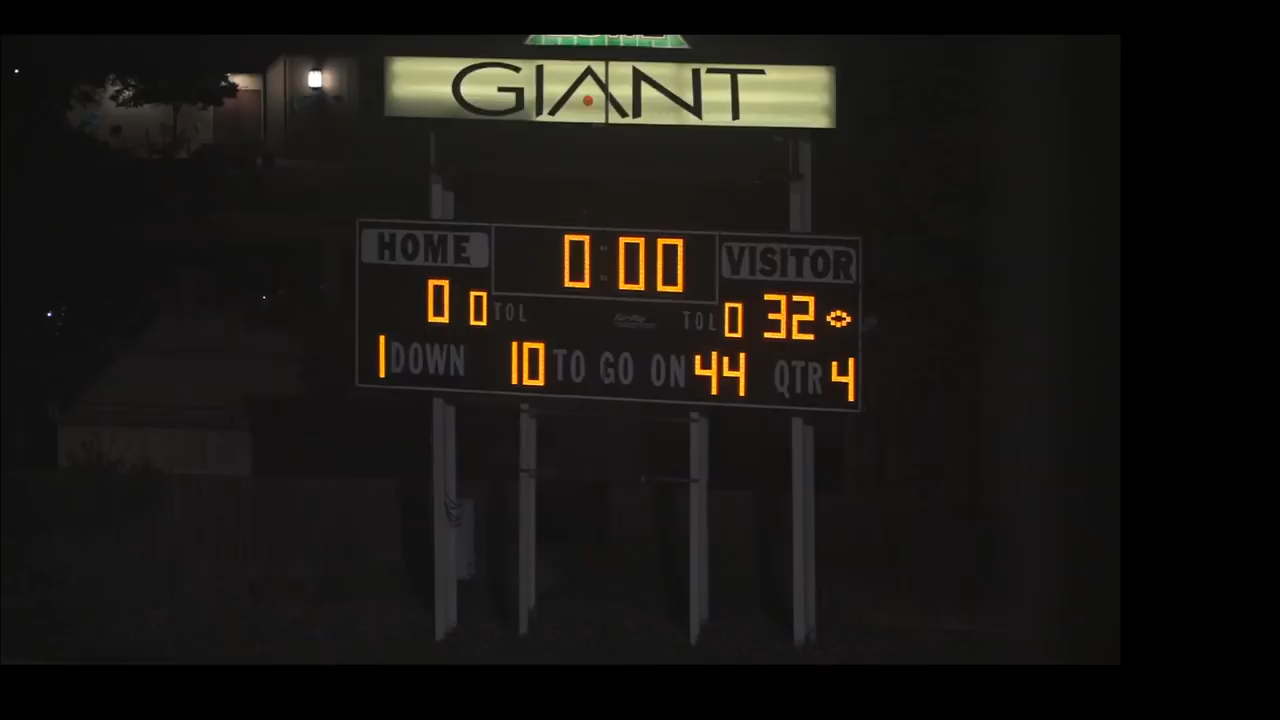 GIANT
HOME 0:00 VISITOR
0 0 TOL TOL 0 32
1 DOWN 10 TO GO ON 44 QTR 4